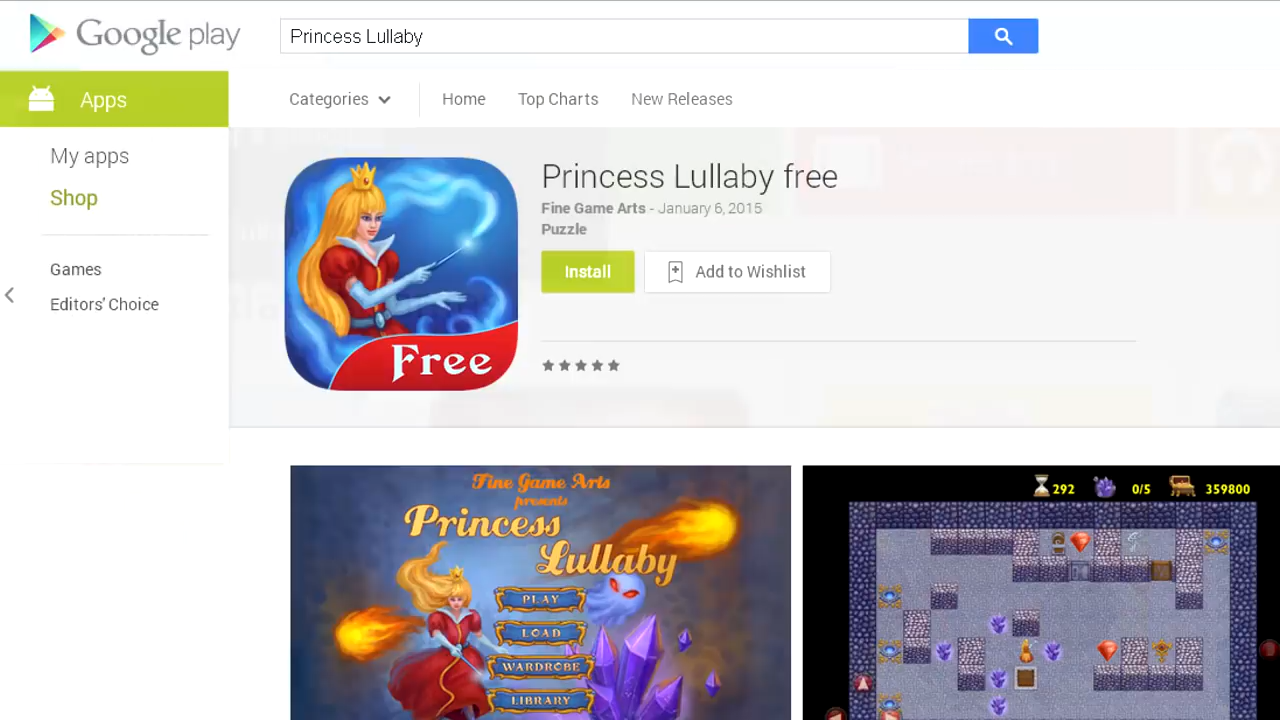 Google play
Princess Lullaby
Apps
Categories
Home
Top Charts
New Releases
My apps
Shop
Games
Editors' Choice
Princess Lullaby free
Fine Game Arts - January 6, 2015
Puzzle
Install
Add to Wishlist
Free
Fine Game Arts
presents
Princess
Lullaby
PLAY
LOAD
WARDROBE
LIBRARY
292
0/5
359800